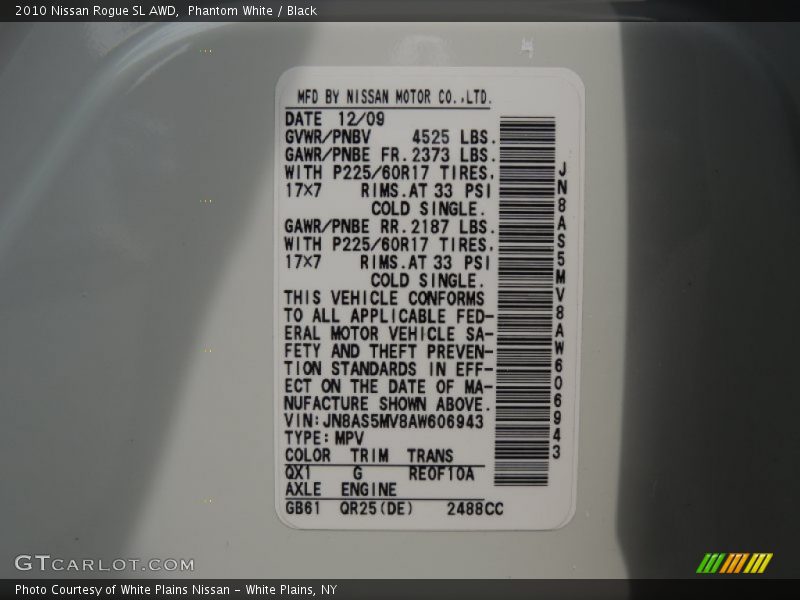 2010 Nissan Rogue SL AWD, Phantom White / Black
MFD BY NISSAN MOTOR CO.,LTD.
DATE 12/09
GVWR/PNBV 4525 LBS.
GAWR/PNBE FR. 2373 LBS.
WITH P225/60R17 TIRES,
17×7 RIMS.AT 33 PSI
COLD SINGLE.
GAWR/PNBE RR. 2187 LBS.
WITH P225/60R17 TIRES,
17×7 RIMS.AT 33 PSI
COLD SINGLE.
THIS VEHICLE CONFORMS
TO ALL APPLICABLE FED-
ERAL MOTOR VEHICLE SA-
FETY AND THEFT PREVEN-
TION STANDARDS IN EFF-
ECT ON THE DATE OF MA-
NUFACTURE SHOWN ABOVE.
VIN:JN8AS5MV8AW606943
TYPE:MPV
COLOR TRIM TRANS
QX1 G RE0F10A
AXLE ENGINE
GB61 QR25(DE) 2488CC
JN8AS5MV8AW606943
GTCARLOT.COM
Photo Courtesy of White Plains Nissan - White Plains, NY